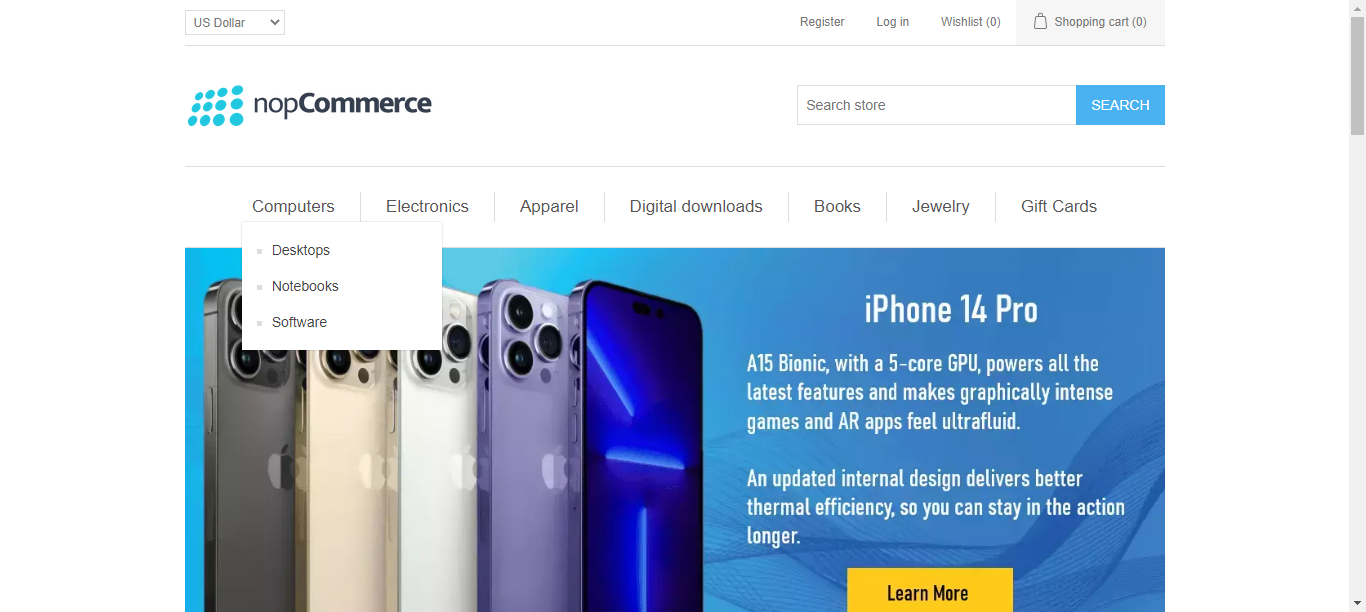 US Dollar
Register Log in Wishlist (0) Shopping cart (0)
nopCommerce
Search store SEARCH
Computers Electronics Apparel Digital downloads Books Jewelry Gift Cards
Desktops
Notebooks
Software
iPhone 14 Pro
A15 Bionic, with a 5-core GPU, powers all the
latest features and makes graphically intense
games and AR apps feel ultrafluid.
An updated internal design delivers better
thermal efficiency, so you can stay in the action
longer.
Learn More